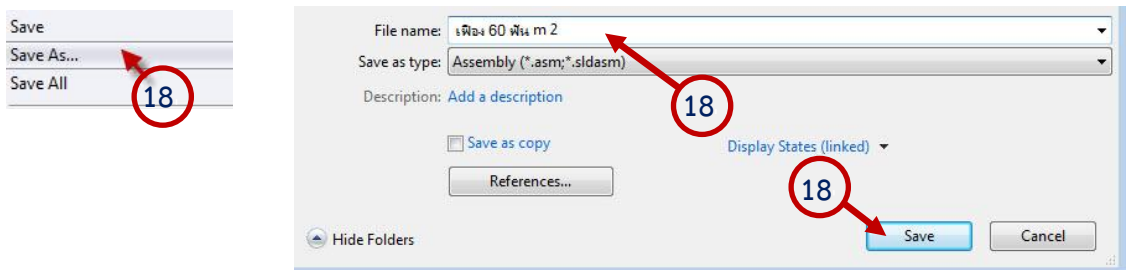 Save
Save As...
Save All
18
File name: เฟือง 60 ฟัน m 2
Save as type: Assembly (*.asm;*.sldasm)
Description: Add a description
18
Save as copy
Display States (linked)
References...
18
Hide Folders
Save
Cancel